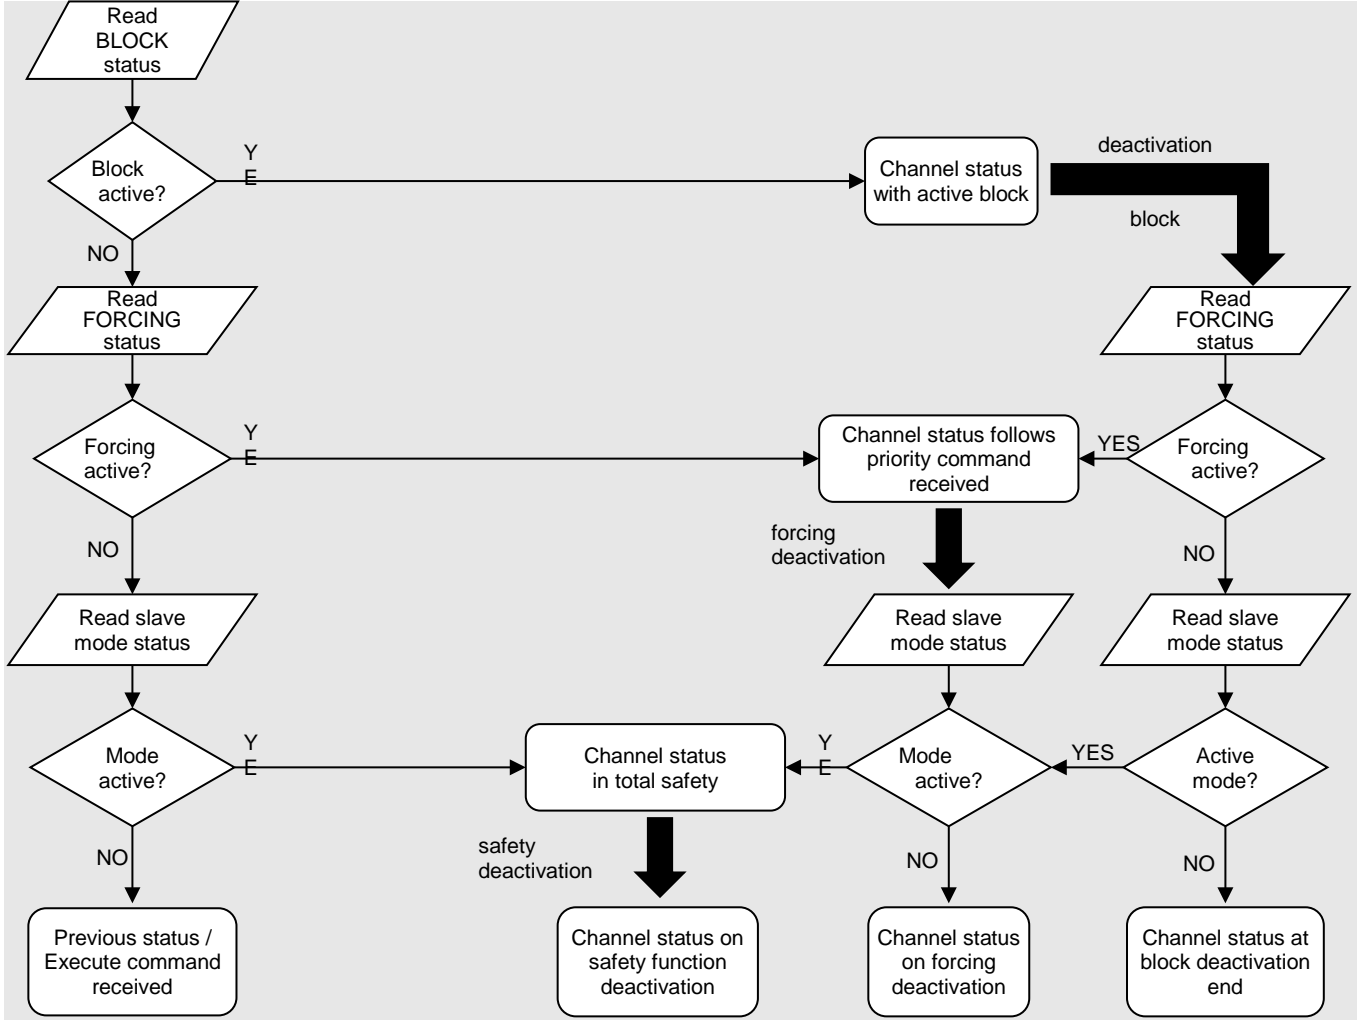 Read
BLOCK
status
Block
active?
Y
E
Channel status
with active block
deactivation
block
NO
Read
FORCING
status
Read
FORCING
status
Forcing
active?
Y
E
Channel status follows
priority command
received
YES
Forcing
active?
NO
forcing
deactivation
NO
Read slave
mode status
Read slave
mode status
Read slave
mode status
Mode
active?
Y
E
Channel status
in total safety
Y
E
Mode
active?
YES
Active
mode?
NO
safety
deactivation
NO
NO
Previous status /
Execute command
received
Channel status on
safety function
deactivation
Channel status
on forcing
deactivation
Channel status at
block deactivation
end